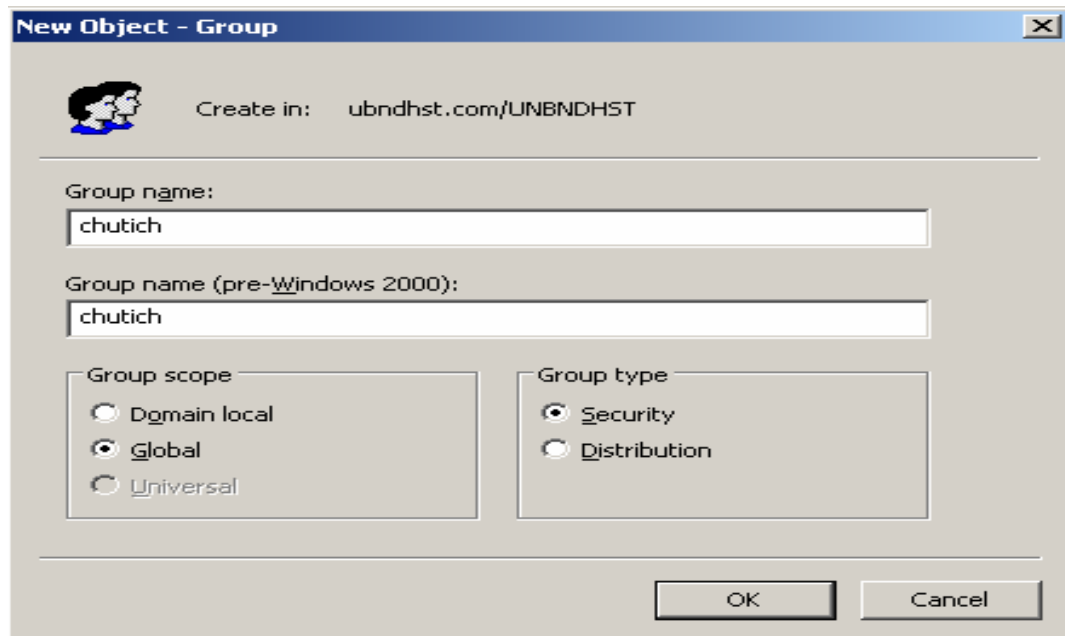 New Object - Group
Create in: ubndhst.com/UNBNDHST
Group name:
chutich
Group name (pre-Windows 2000):
chutich
Group scope
Domain local
Global
Universal
Group type
Security
Distribution
OK
Cancel